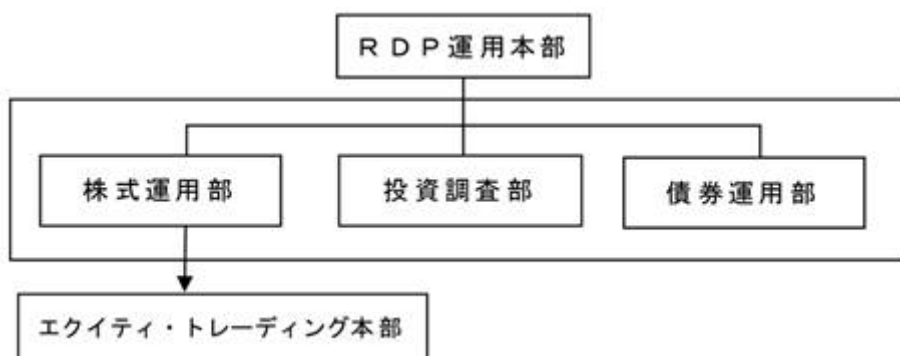 ＲＤＰ運用本部
株式運用部
投資調査部
債券運用部
エクイティ・トレーディング本部